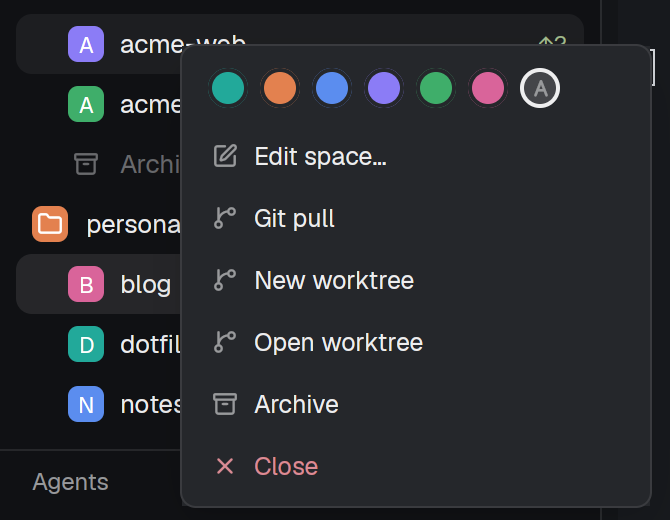 A acme-web ↑2
A
A acme
Edit space…
Archi
Git pull
persona
New worktree
B blog
Open worktree
D dotfil
Archive
N notes
Close
Agents